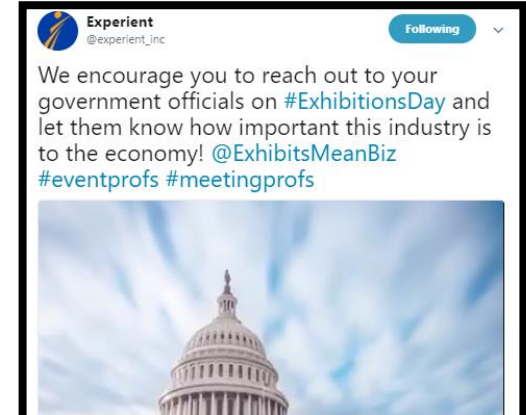 Experient
@experient_inc
Following
We encourage you to reach out to your
government officials on #ExhibitionsDay and
let them know how important this industry is
to the economy! @ExhibitsMeanBiz
#eventprofs #meetingprofs